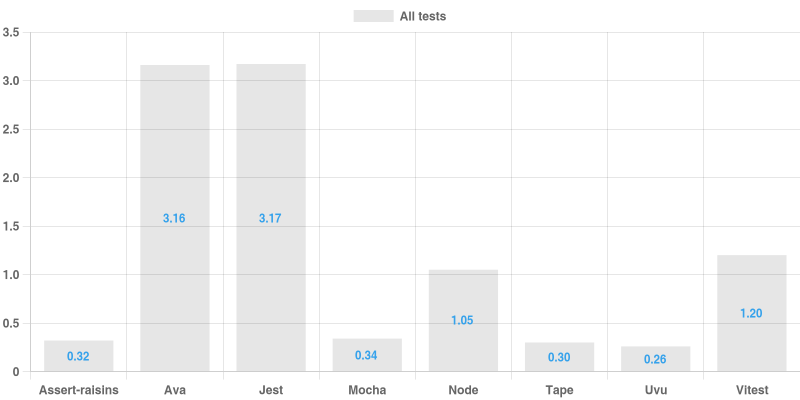 All tests
3.5
3.0
2.5
2.0
1.5
1.0
0.5
0
0.32
3.16
3.17
0.34
1.05
0.30
0.26
1.20
Assert-raisins
Ava
Jest
Mocha
Node
Tape
Uvu
Vitest